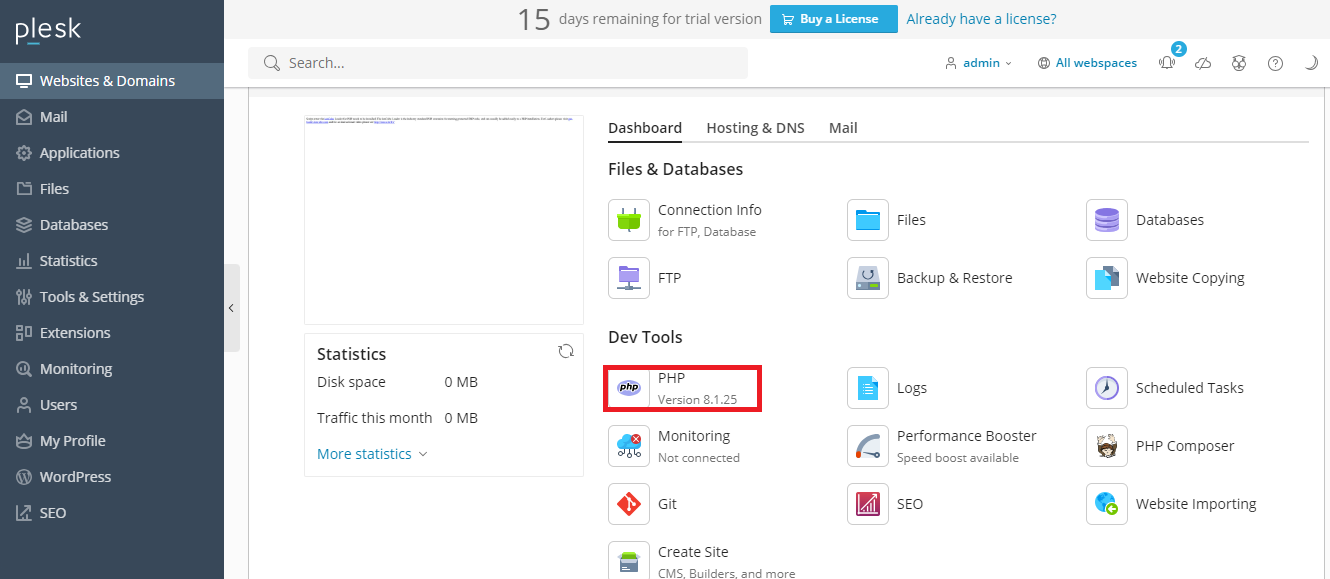 plesk
15 days remaining for trial version Buy a License Already have a license?
Search...
admin
All webspaces
2
Websites & Domains
Mail
Applications
Files
Databases
Statistics
Tools & Settings
Extensions
Monitoring
Users
My Profile
WordPress
SEO
Statistics
Disk space 0 MB
Traffic this month 0 MB
More statistics
Dashboard Hosting & DNS Mail
Files & Databases
Connection Info
for FTP, Database
Files
Databases
FTP
Backup & Restore
Website Copying
Dev Tools
php
PHP
Version 8.1.25
Logs
Scheduled Tasks
Monitoring
Not connected
Performance Booster
Speed boost available
PHP Composer
Git
SEO
Website Importing
Create Site
CMS, Builders, and more